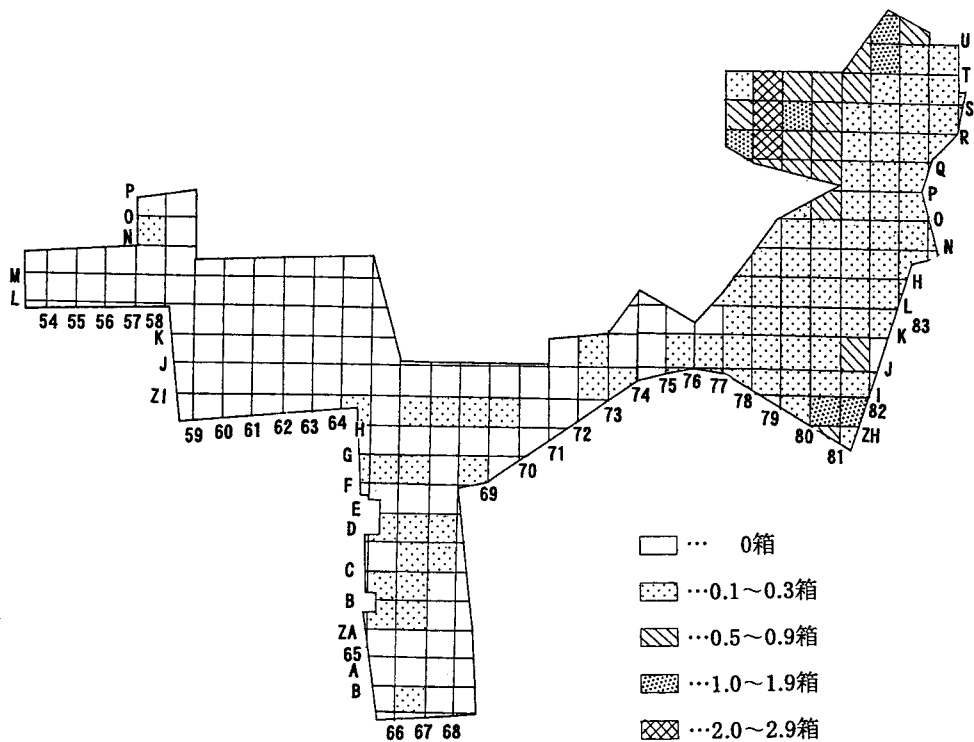 U
T
S
R
Q
P
O
N
H
L
83
K
J
I
82
ZH
P
O
N
M
L
54 55 56 57 58
K
J
ZI
59 60 61 62 63 64
H
G
F
E
D
C
B
ZA
65
A
B
66 67 68
69
70
71
72
73
74
75
76
77
78
79
80
81
… 0箱
…0.1～0.3箱
…0.5～0.9箱
…1.0～1.9箱
…2.0～2.9箱